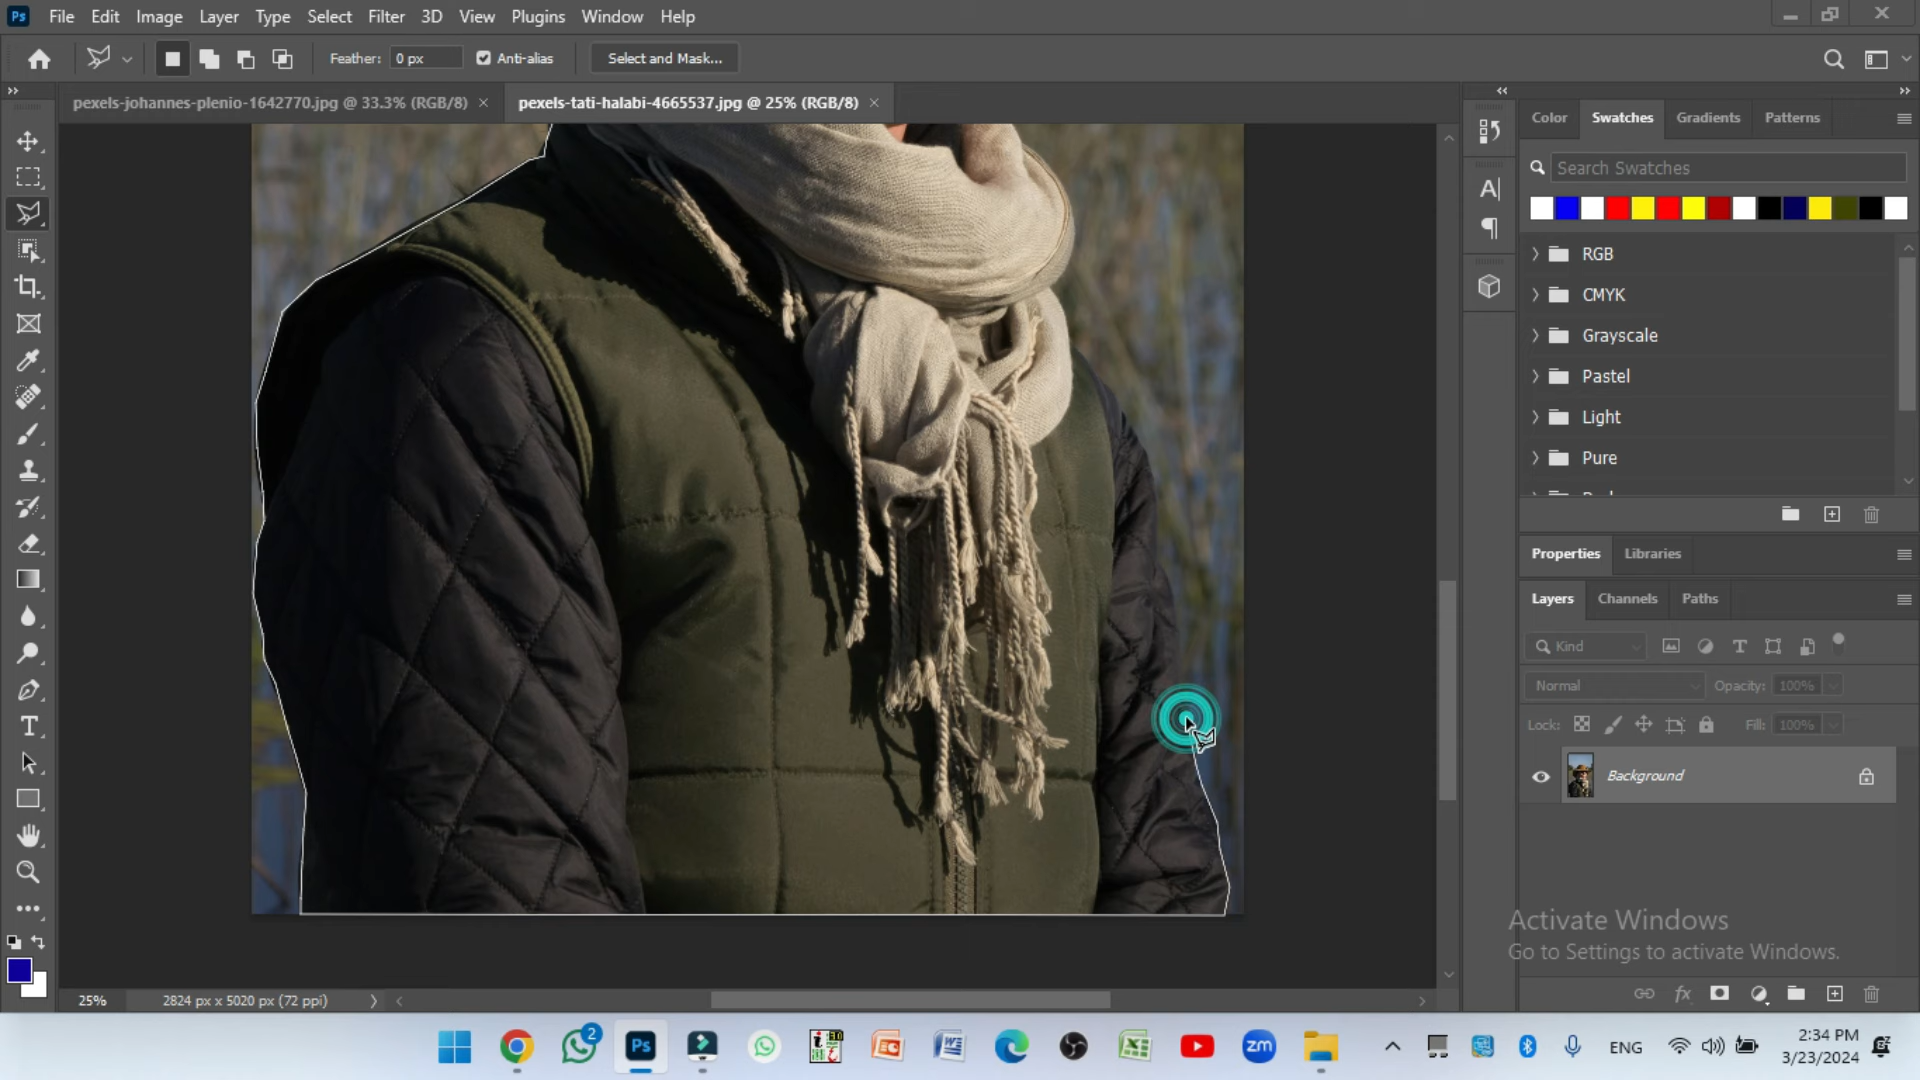 Ps File Edit Image Layer Type Select Filter 3D View Plugins Window Help
Feather: 0 px Anti-alias Select and Mask...
pexels-johannes-plenio-1642770.jpg @ 33.3% (RGB/8) × pexels-tati-halabi-4665537.jpg @ 25% (RGB/8) ×
Color Swatches Gradients Patterns
Search Swatches
RGB
CMYK
Grayscale
Pastel
Light
Pure
Properties Libraries
Layers Channels Paths
Kind
Normal Opacity: 100%
Lock: Fill: 100%
Background
Activate Windows
Go to Settings to activate Windows.
25% 2824 px x 5020 px (72 ppi)
2 Ps zm ENG 2:34 PM
3/23/2024